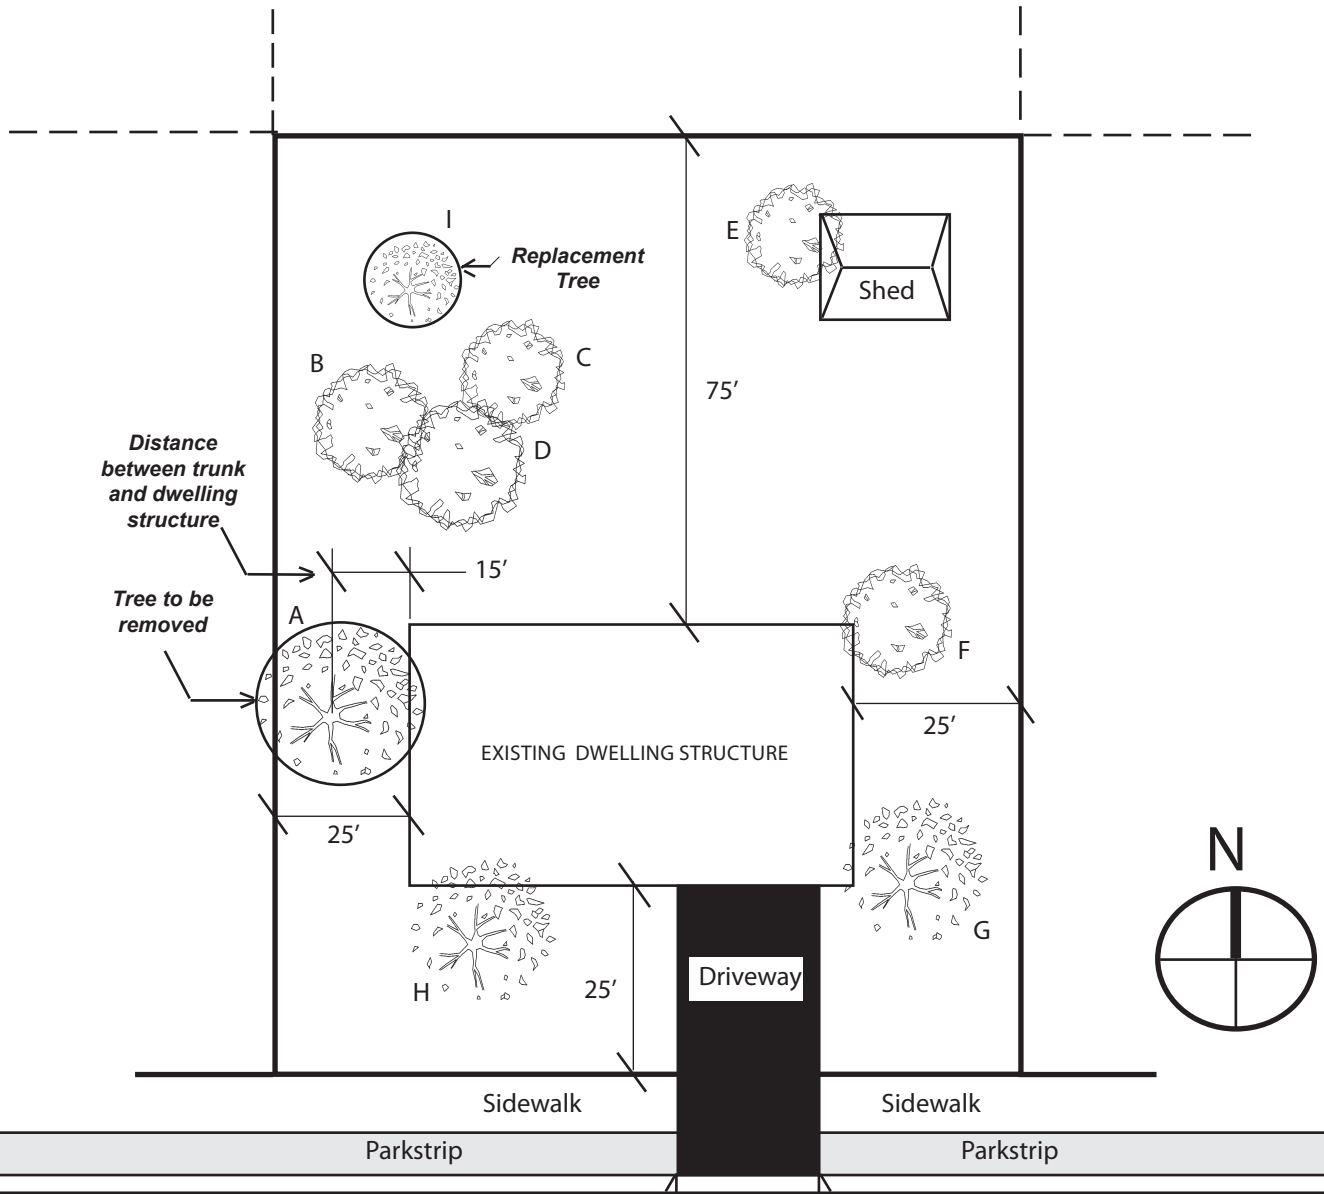 I
Replacement
Tree
E
Shed
B
C
75’
D
Distance
between trunk
and dwelling
structure
15’
Tree to be
removed
A
F
25’
EXISTING DWELLING STRUCTURE
25’
N
G
Driveway
H
25’
Sidewalk
Sidewalk
Parkstrip
Parkstrip